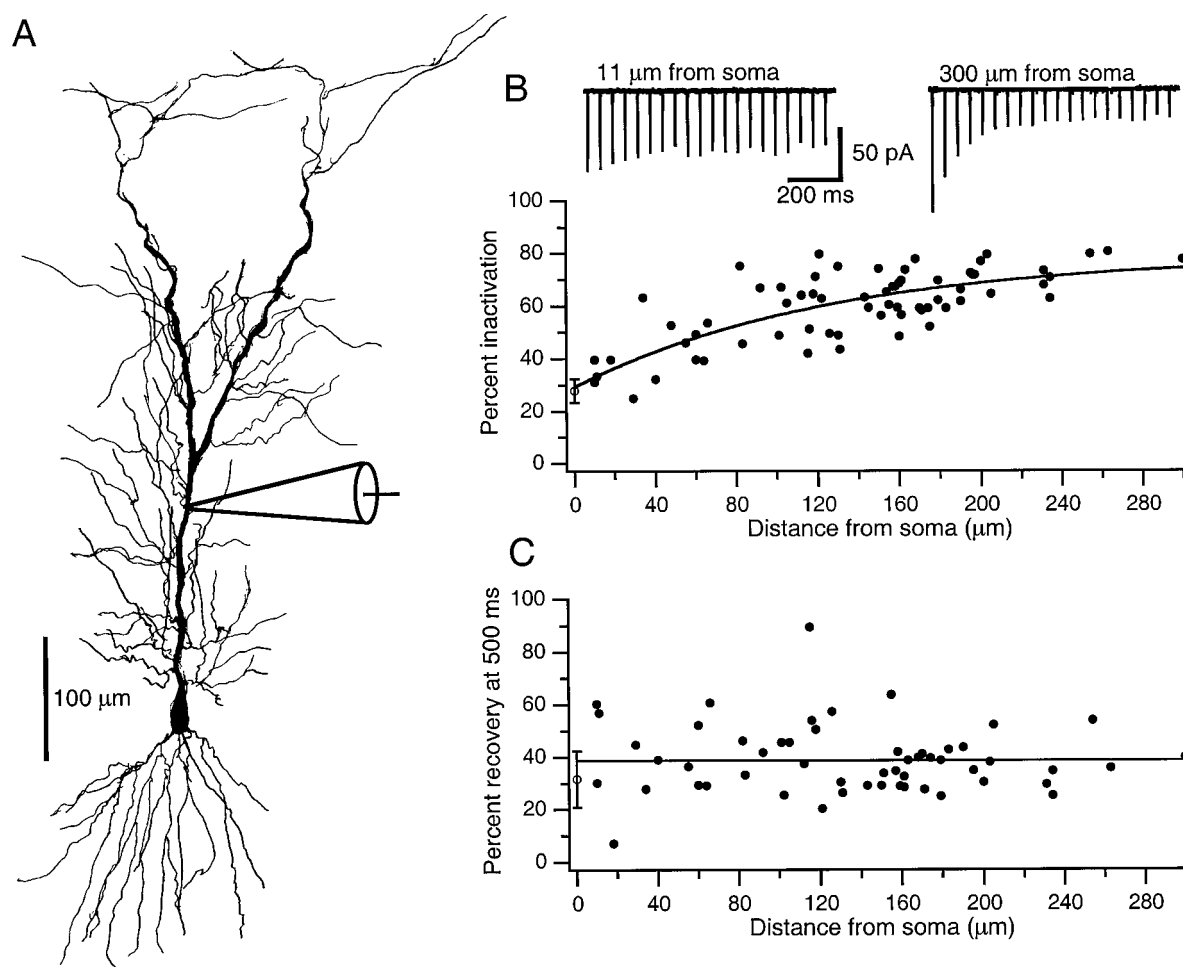 A
100 μm
B
11 μm from soma
300 μm from soma
50 pA
200 ms
Percent inactivation
100
80
60
40
20
0
0 40 80 120 160 200 240 280
Distance from soma (μm)
C
Percent recovery at 500 ms
100
80
60
40
20
0
0 40 80 120 160 200 240 280
Distance from soma (μm)